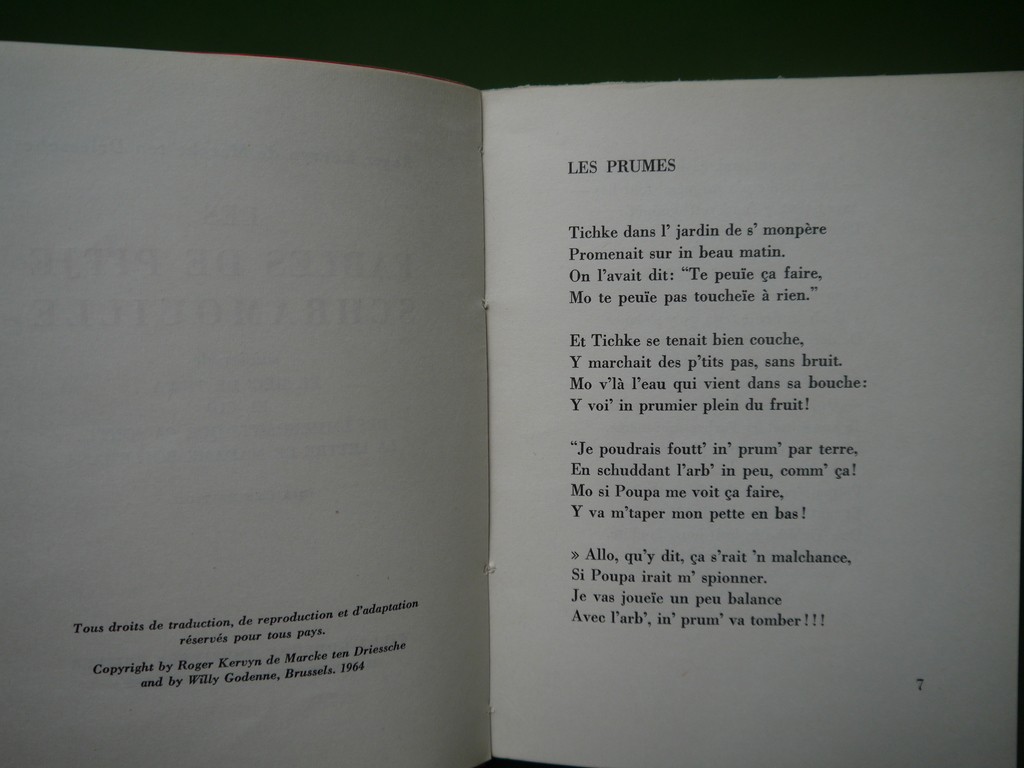 Tous droits de traduction, de reproduction et d'adaptation
réservés pour tous pays.
Copyright by Roger Kervyn de Marcke ten Driessche
and by Willy Godenne, Brussels. 1964
LES PRUMES
Tichke dans l' jardin de s' monpère
Promenait sur in beau matin.
On l'avait dit: “Te peuïe ça faire,
Mo te peuïe pas toucheïe à rien.”
Et Tichke se tenait bien couche,
Y marchait des p'tits pas, sans bruit.
Mo v'là l'eau qui vient dans sa bouche:
Y voi' in prumier plein du fruit!
“Je poudrais foutt' in' prum' par terre,
En schuddant l'arb' in peu, comm' ça!
Mo si Poupa me voit ça faire,
Y va m'taper mon pette en bas!
» Allo, qu'y dit, ça s'rait 'n malchance,
Si Poupa irait m' spionner.
Je vas joueïe un peu balance
Avec l'arb', in' prum' va tomber!!!
7